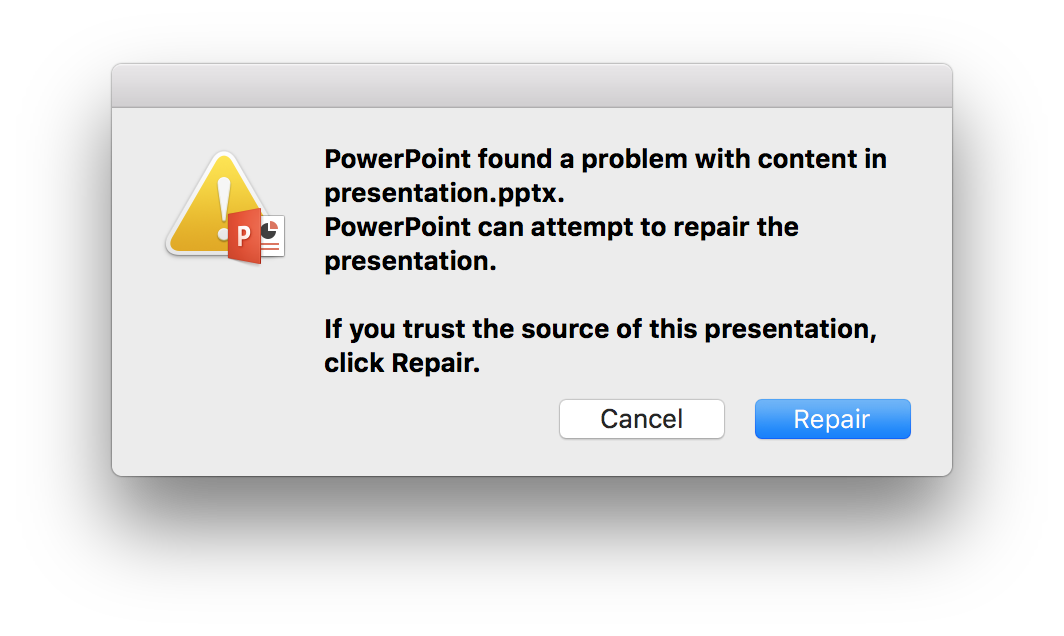 PowerPoint found a problem with content in
presentation.pptx.
PowerPoint can attempt to repair the
presentation.
If you trust the source of this presentation,
click Repair.
P
Cancel
Repair